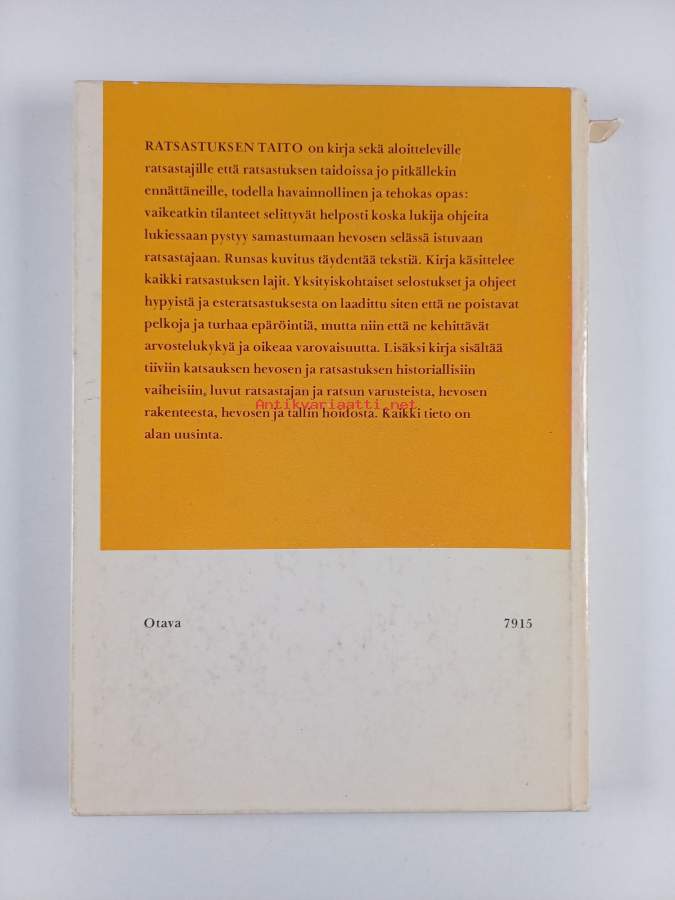 RATSASTUKSEN TAITO on kirja sekä aloitteleville
ratsastajille että ratsastuksen taidoissa jo pitkällekin
ennättäneille, todella havainnollinen ja tehokas opas:
vaikeatkin tilanteet selittyvät helposti koska lukija ohjeita
lukiessaan pystyy samastumaan hevosen selässä istuvaan
ratsastajaan. Runsas kuvitus täydentää tekstiä. Kirja käsittelee
kaikki ratsastuksen lajit. Yksityiskohtaiset selostukset ja ohjeet
hypyistä ja esteratsastuksesta on laadittu siten että ne poistavat
pelkoja ja turhaa epäröintiä, mutta niin että ne kehittävät
arvostelukykyä ja oikeaa varovaisuutta. Lisäksi kirja sisältää
tiiviin katsauksen hevosen ja ratsastuksen historiallisiin
vaiheisiin, luvut ratsastajan ja ratsun varusteista, hevosen
Antikvariaatti.net
rakenteesta, hevosen ja tallin hoidosta. Kaikki tieto on
alan uusinta.
Otava 7915